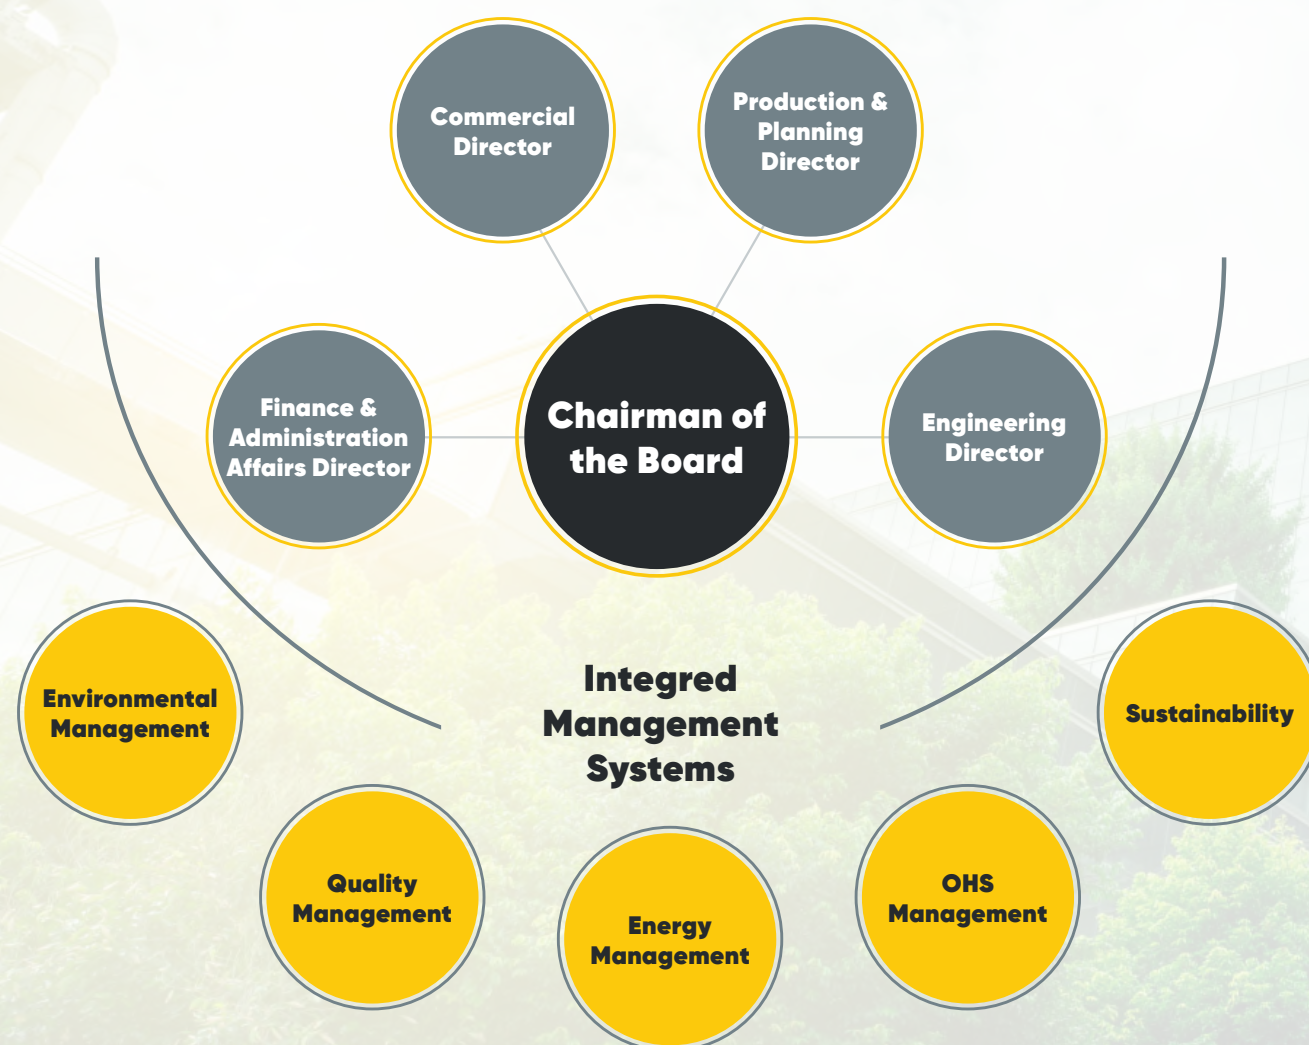 Commercial
Director
Production &
Planning
Director
Finance &
Administration
Affairs Director
Chairman of
the Board
Engineering
Director
Integred
Management
Systems
Environmental
Management
Quality
Management
Energy
Management
OHS
Management
Sustainability